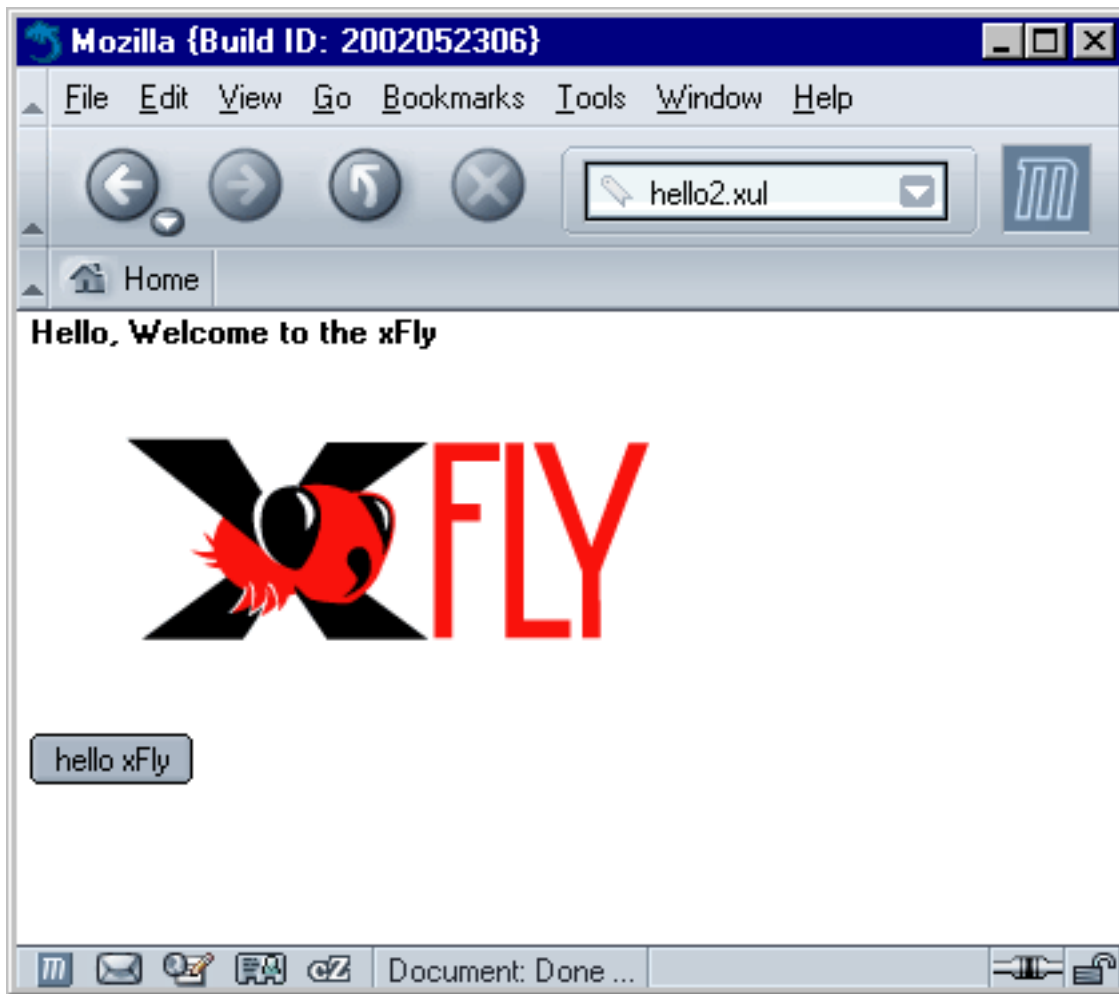 Mozilla {Build ID: 2002052306}
File Edit View Go Bookmarks Tools Window Help
hello2.xul
m
Home
Hello, Welcome to the xFly
XFLY
hello xFly
m cZ Document: Done ...